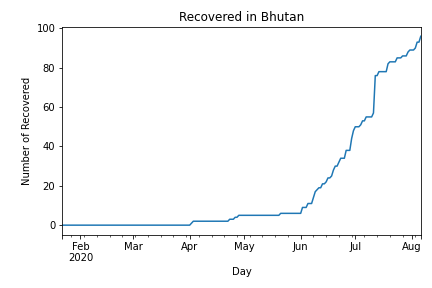 Recovered in Bhutan
Number of Recovered
100
80
60
40
20
0
Feb
2020
Mar
Apr
May
Jun
Jul
Aug
Day